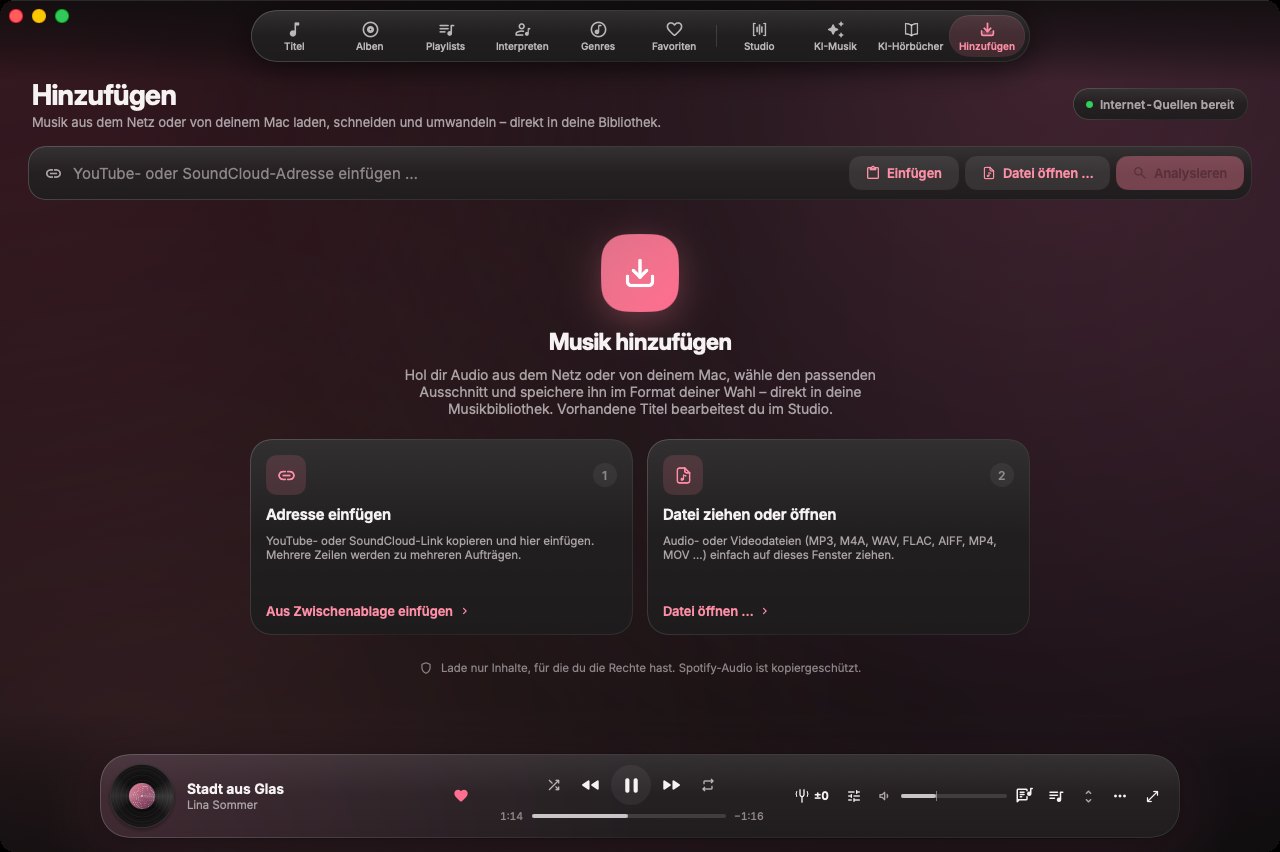 Titel
Alben
Playlists
Interpreten
Genres
Favoriten
Studio
KI-Musik
KI-Hörbücher
Hinzufügen
Hinzufügen
Musik aus dem Netz oder von deinem Mac laden, schneiden und umwandeln – direkt in deine Bibliothek.
Internet-Quellen bereit
YouTube- oder SoundCloud-Adresse einfügen ...
Einfügen
Datei öffnen ...
Analysieren
Musik hinzufügen
Hol dir Audio aus dem Netz oder von deinem Mac, wähle den passenden
Ausschnitt und speichere ihn im Format deiner Wahl – direkt in deine
Musikbibliothek. Vorhandene Titel bearbeitest du im Studio.
1
Adresse einfügen
YouTube- oder SoundCloud-Link kopieren und hier einfügen.
Mehrere Zeilen werden zu mehreren Aufträgen.
Aus Zwischenablage einfügen
2
Datei ziehen oder öffnen
Audio- oder Videodateien (MP3, M4A, WAV, FLAC, AIFF, MP4,
MOV ...) einfach auf dieses Fenster ziehen.
Datei öffnen ...
Lade nur Inhalte, für die du die Rechte hast. Spotify-Audio ist kopiergeschützt.
Stadt aus Glas
Lina Sommer
1:14
−1:16
±0